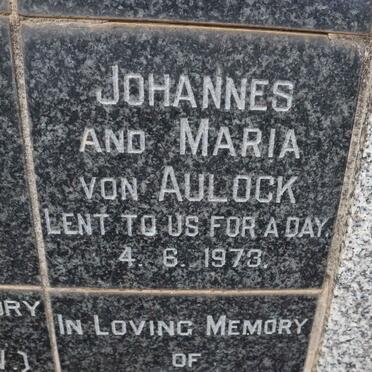 JOHANNES
AND MARIA
VON AULOCK
LENT TO US FOR A DAY.
4. 6. 1973.
IN LOVING MEMORY
OF